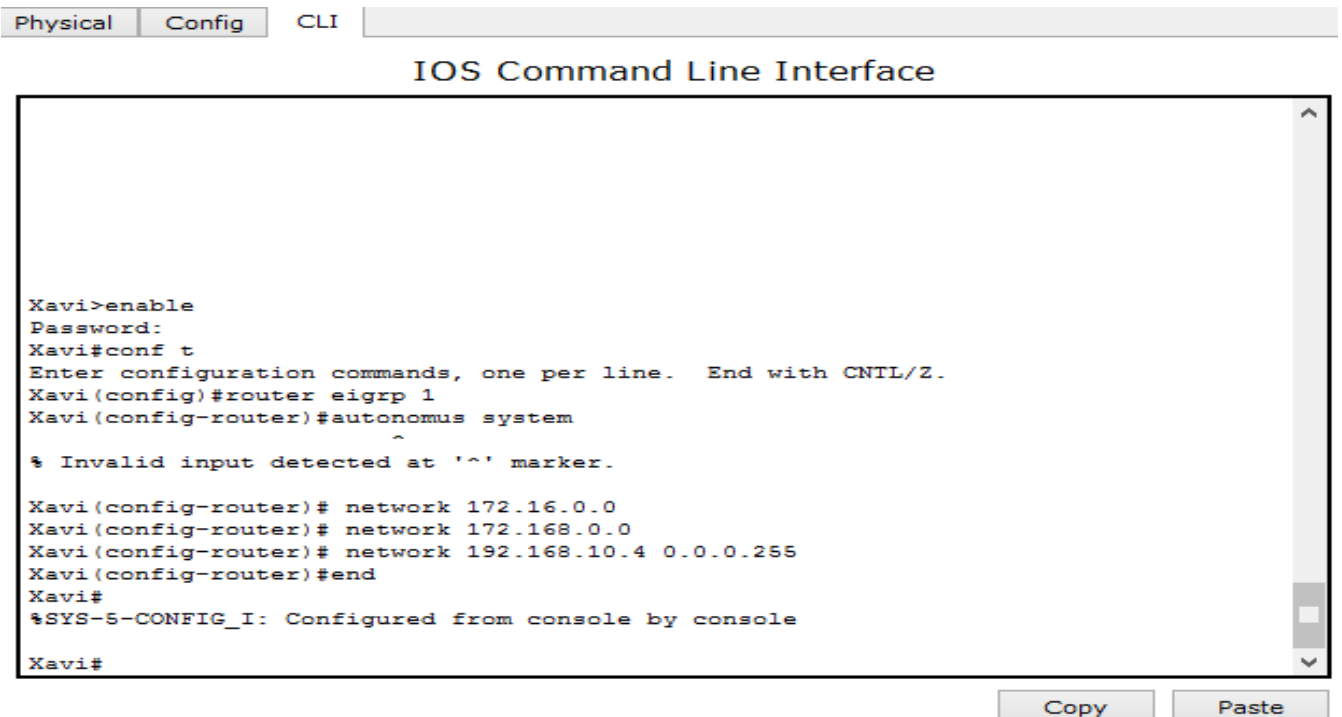 Physical Config CLI
IOS Command Line Interface
Xavi>enable
Password:
Xavi#conf t
Enter configuration commands, one per line.  End with CNTL/Z.
Xavi(config)#router eigrp 1
Xavi(config-router)#autonomus system
^
% Invalid input detected at '^' marker.
Xavi(config-router)# network 172.16.0.0
Xavi(config-router)# network 172.168.0.0
Xavi(config-router)# network 192.168.10.4 0.0.0.255
Xavi(config-router)#end
Xavi#
%SYS-5-CONFIG_I: Configured from console by console
Xavi#
Copy Paste